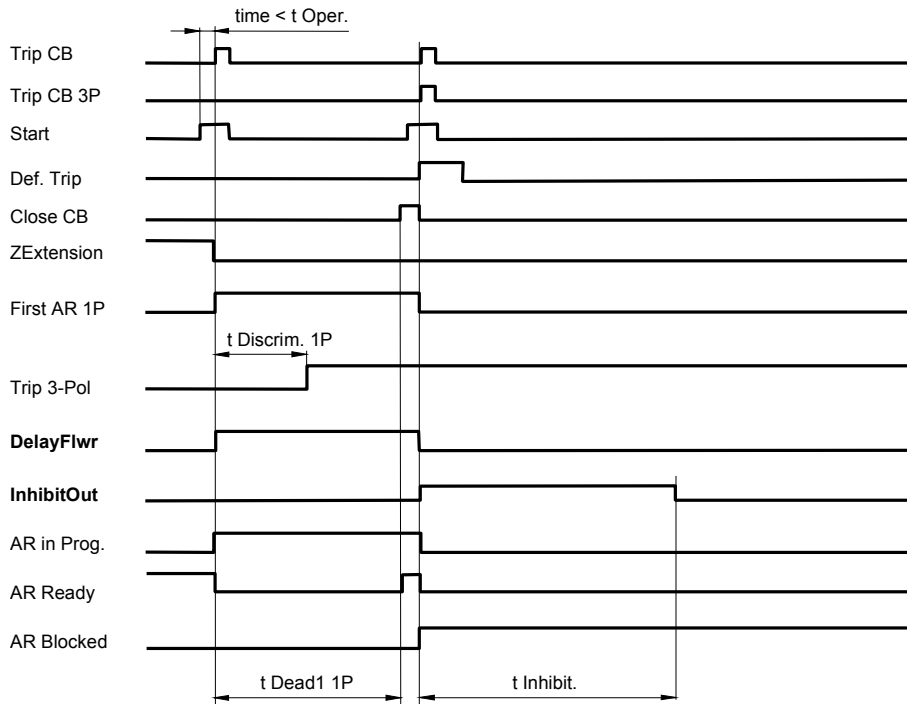 time < t Oper.
Trip CB
Trip CB 3P
Start
Def. Trip
Close CB
ZExtension
First AR 1P
t Discrim. 1P
Trip 3-Pol
DelayFlwr
InhibitOut
AR in Prog.
AR Ready
AR Blocked
t Dead1 1P
t Inhibit.